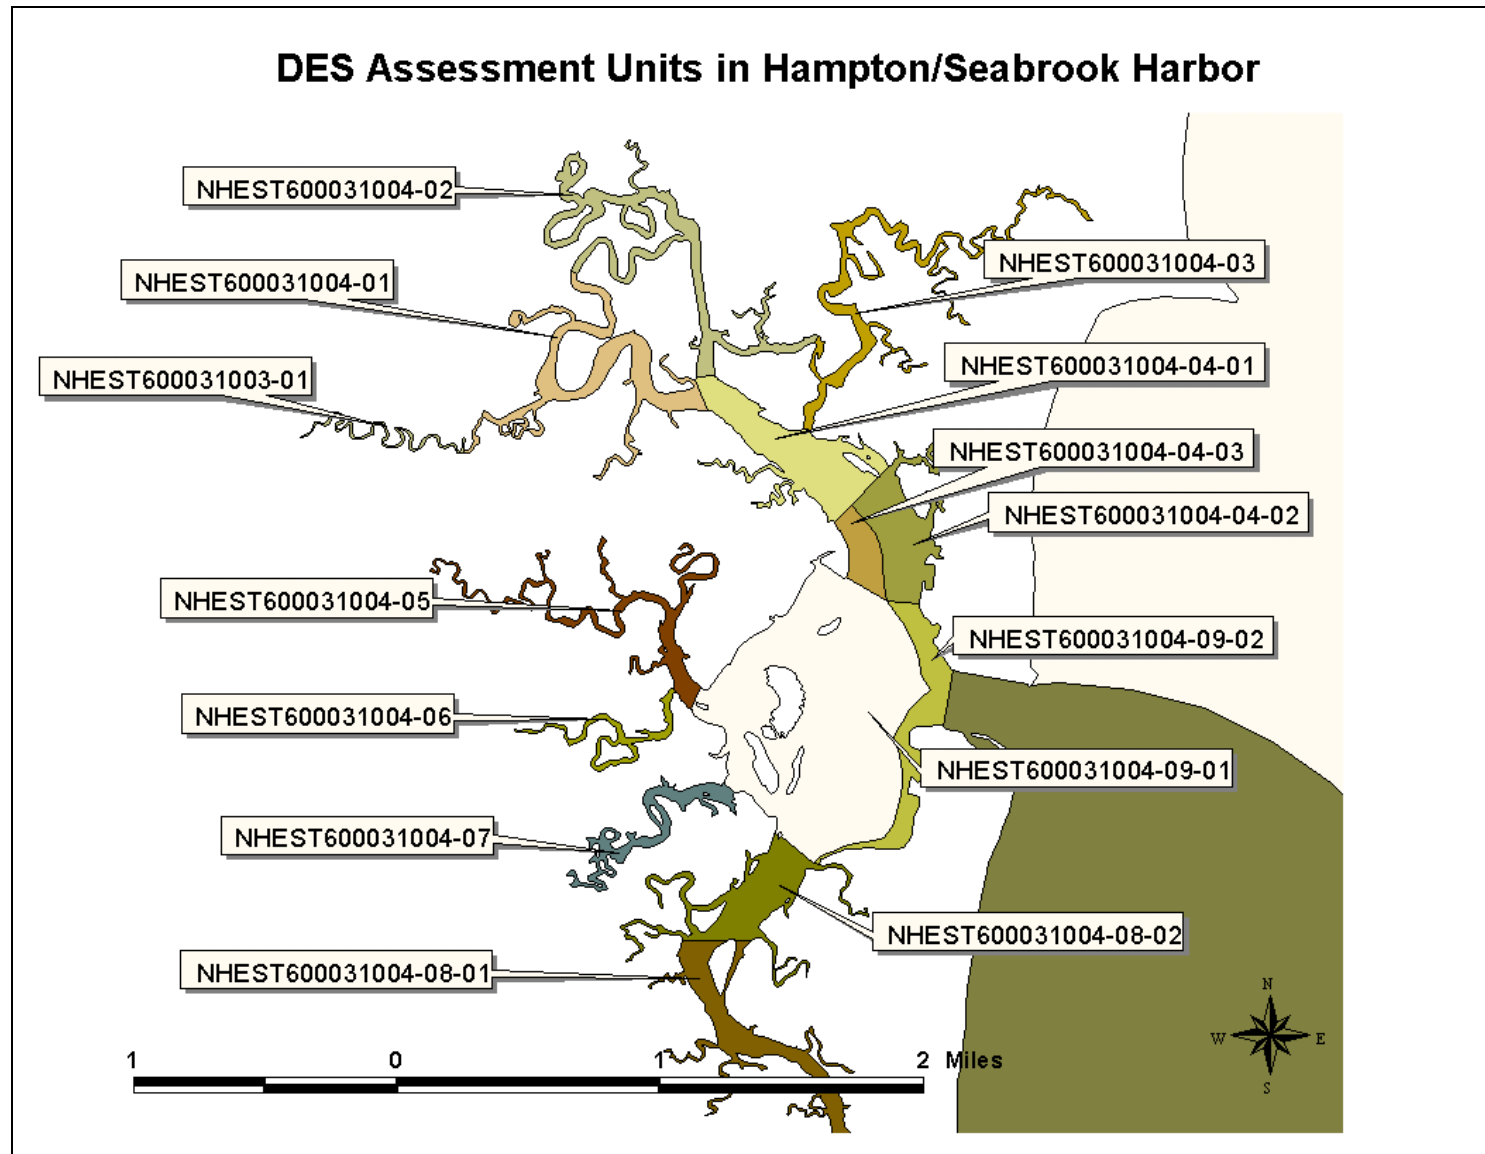 DES Assessment Units in Hampton/Seabrook Harbor
NHEST600031004-02
NHEST600031004-03
NHEST600031004-01
NHEST600031003-01
NHEST600031004-04-01
NHEST600031004-04-03
NHEST600031004-04-02
NHEST600031004-05
NHEST600031004-09-02
NHEST600031004-06
NHEST600031004-09-01
NHEST600031004-07
NHEST600031004-08-02
NHEST600031004-08-01
N
W E
S
1 0 1 2 Miles